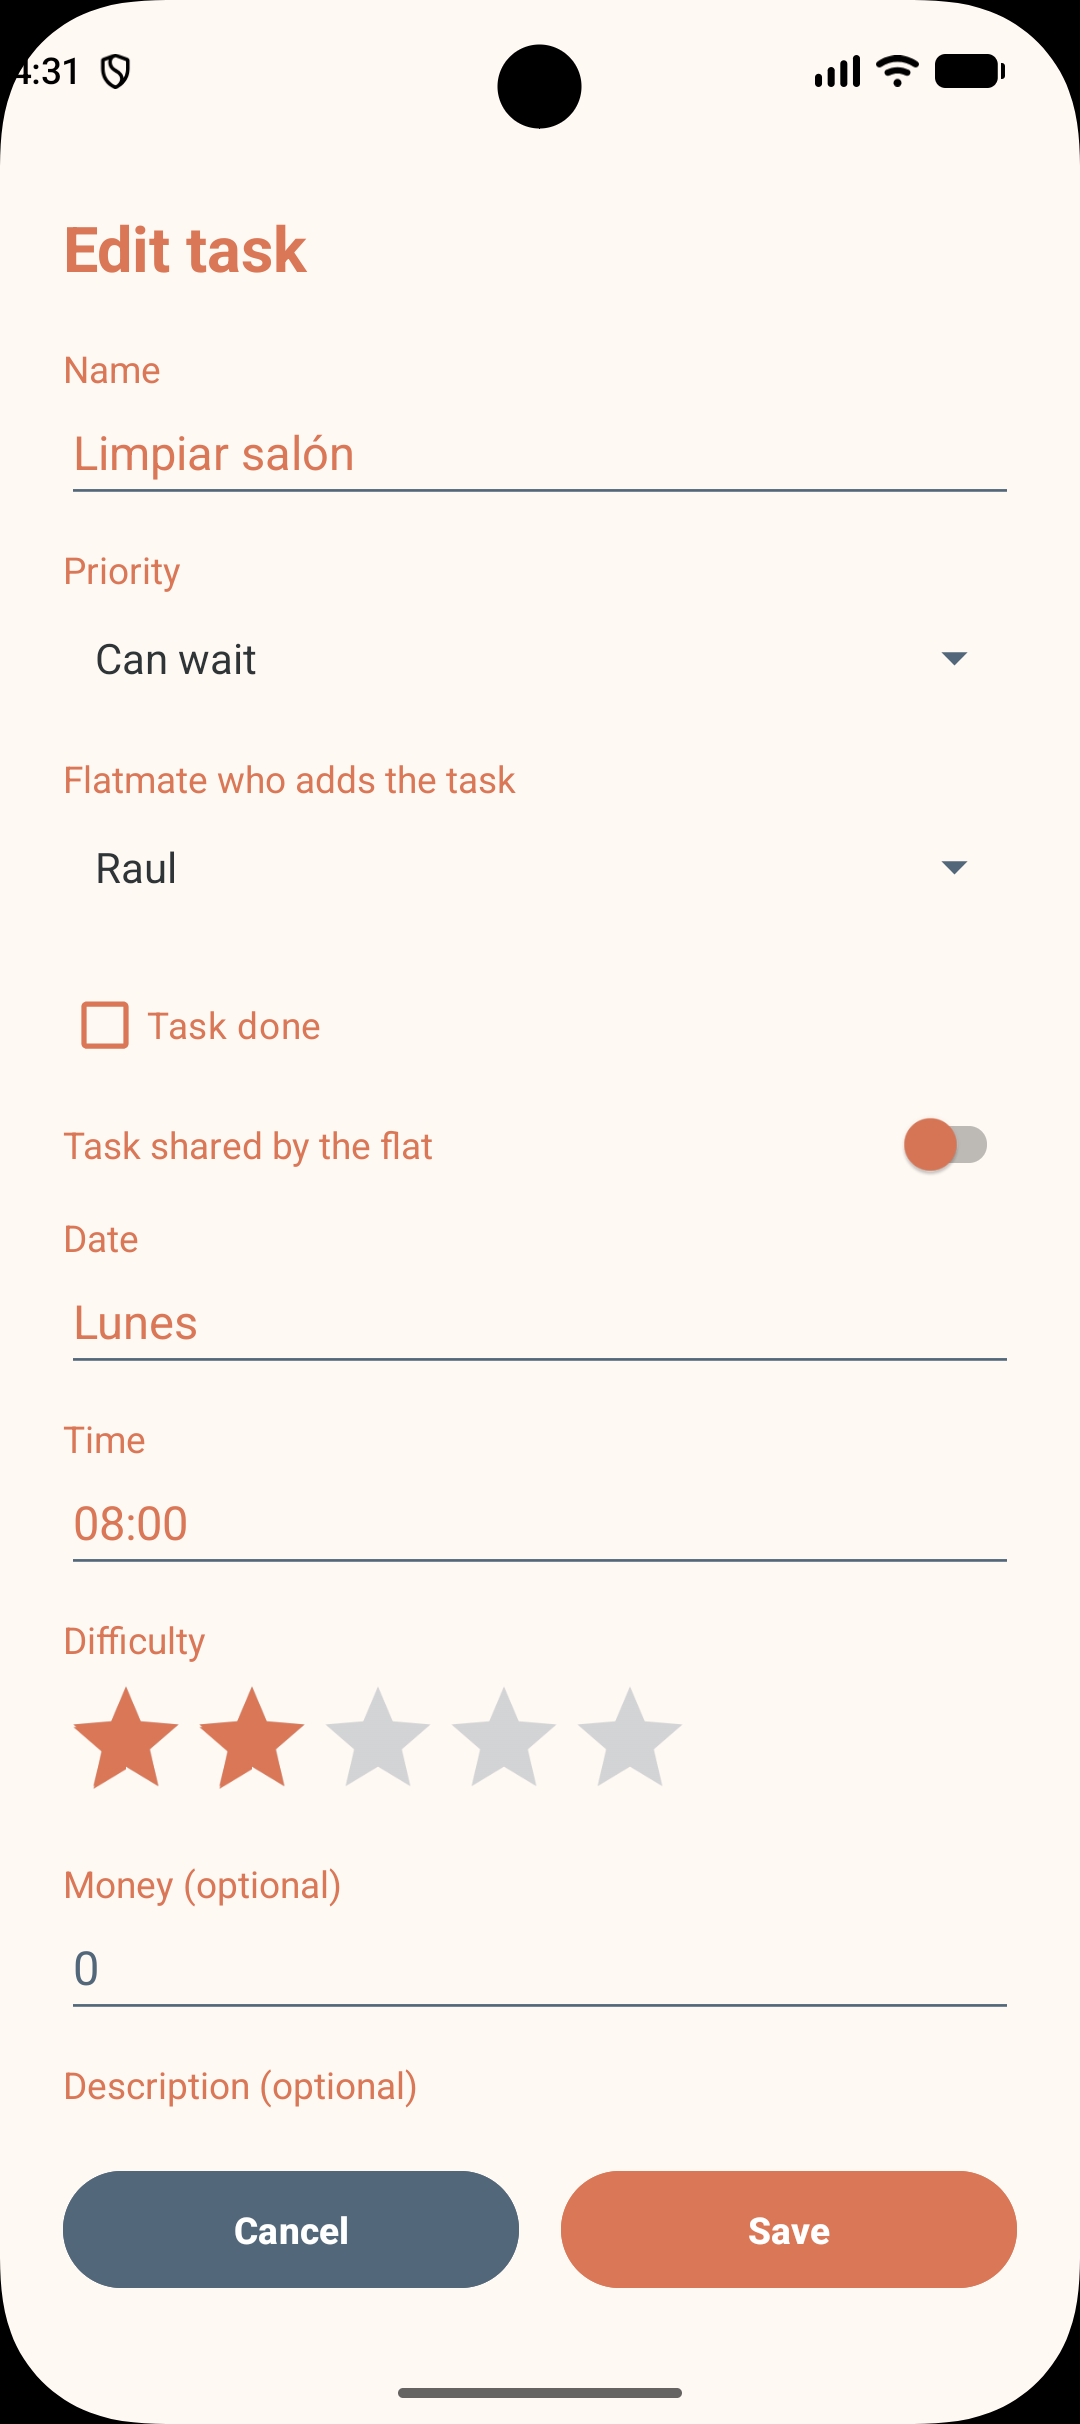 4:31
Edit task
Name
Limpiar salón
Priority
Can wait
Flatmate who adds the task
Raul
Task done
Task shared by the flat
Date
Lunes
Time
08:00
Difficulty
Money (optional)
0
Description (optional)
Cancel
Save